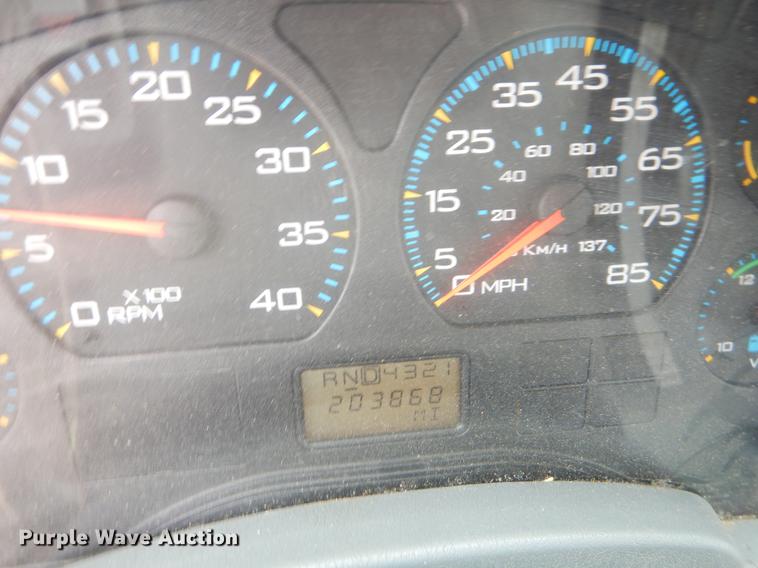 0 5 10 15 20 25 30 35 40
X100
RPM
5 15 25 35 45 55 65 75 85
20 40 60 80 100 120 137
KM/H
0 MPH
12
10
RND4321
203868
MI
Purple Wave Auction